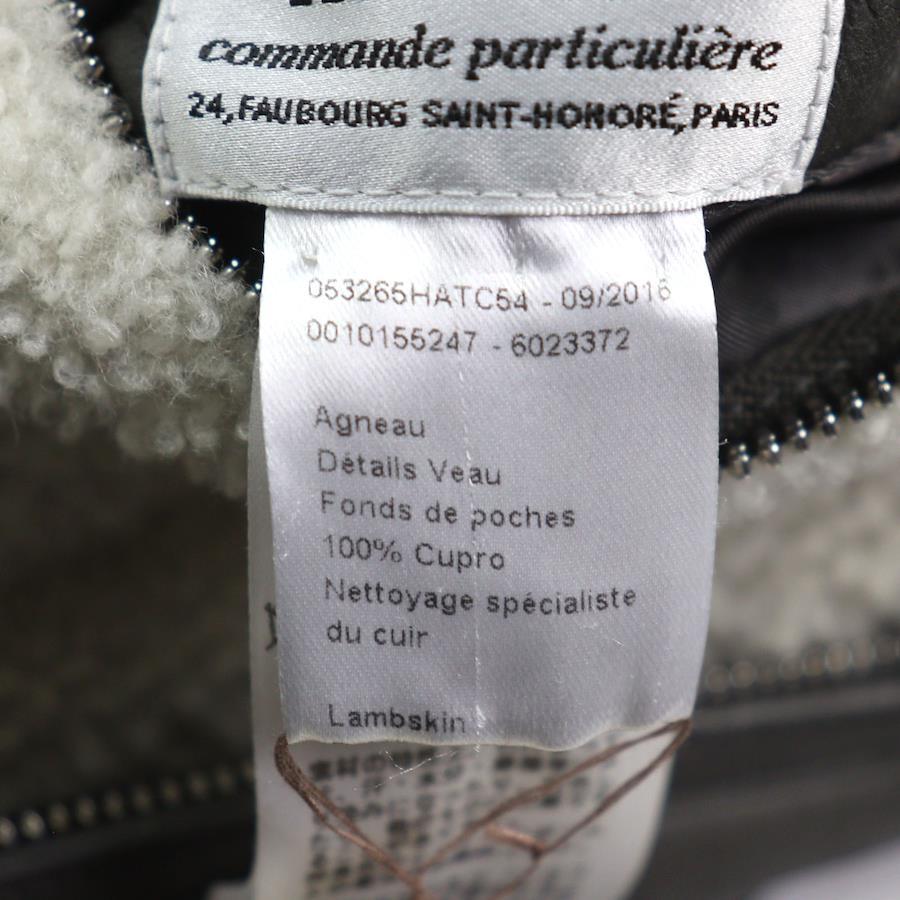 commande particulière
24, FAUBOURG SAINT-HONORÉ, PARIS
053265HATC54 - 09/2016
0010155247 - 6023372
Agneau
Détails Veau
Fonds de poches
100% Cupro
Nettoyage spécialiste
du cuir
Lambskin